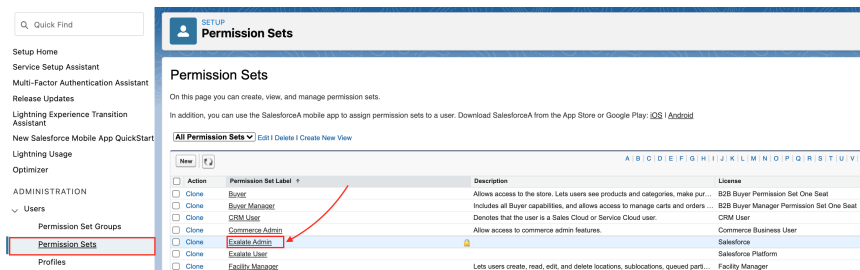 Quick Find
Setup Home
Service Setup Assistant
Multi-Factor Authentication Assistant
Release Updates
Lightning Experience Transition
Assistant
New Salesforce Mobile App QuickStart
Lightning Usage
Optimizer
ADMINISTRATION
Users
Permission Set Groups
Permission Sets
Profiles
SETUP
Permission Sets
Permission Sets
On this page you can create, view, and manage permission sets.
In addition, you can use the SalesforceA mobile app to assign permission sets to a user. Download SalesforceA from the App Store or Google Play: iOS | Android
All Permission Sets Edit | Delete | Create New View
New
A | B | C | D | E | F | G | H | I | J | K | L | M | N | O | P | Q | R | S | T | U | V |
Action Permission Set Label ↑ Description License
Clone Buyer Allows access to the store. Lets users see products and categories, make pur... B2B Buyer Permission Set One Seat
Clone Buyer Manager Includes all Buyer capabilities, and allows access to manage carts and orders ... B2B Buyer Manager Permission Set One Seat
Clone CRM User Denotes that the user is a Sales Cloud or Service Cloud user. CRM User
Clone Commerce Admin Allow access to commerce admin features. Commerce Business User
Clone Exalate Admin Salesforce
Clone Exalate User Salesforce Platform
Clone Facility Manager Lets users create, read, edit, and delete locations, sublocations, queued parti... Facility Manager